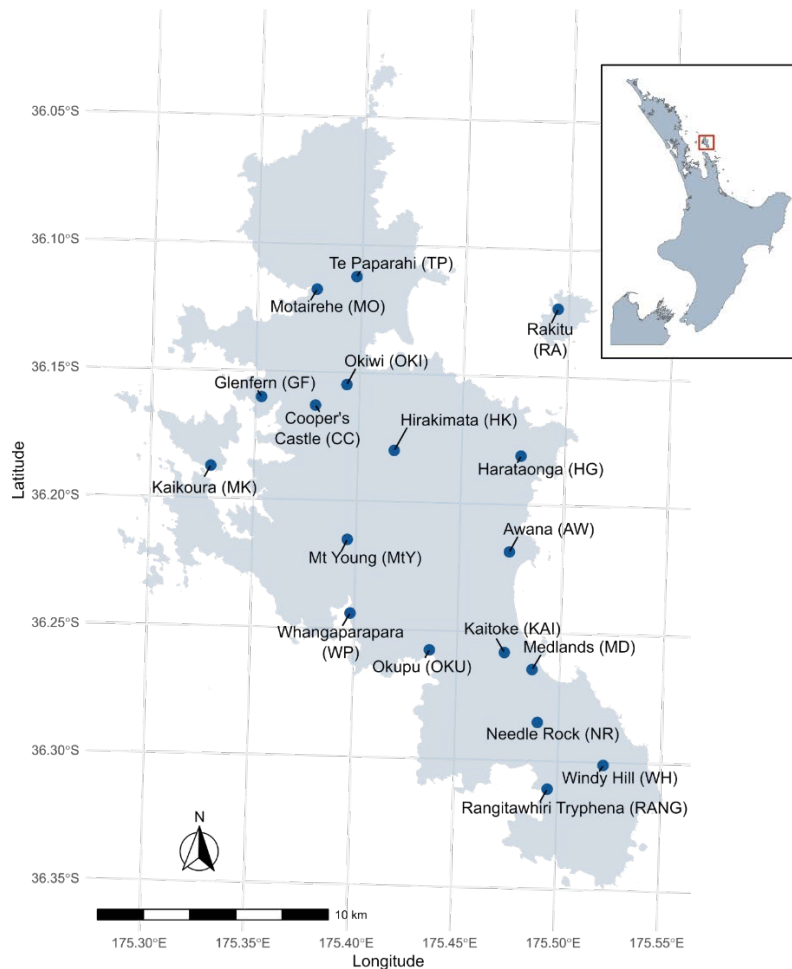 36.05°S
36.10°S
Te Paparahi (TP)
Motairehe (MO)
Rakitu
(RA)
36.15°S
Okiwi (OKI)
Glenfern (GF)
Cooper's
Castle (CC)
Hirakimata (HK)
Harataonga (HG)
Kaikoura (MK)
Latitude
36.20°S
Awana (AW)
Mt Young (MtY)
36.25°S
Whangaparapara
(WP)
Kaitoke (KAI)
Medlands (MD)
Okupu (OKU)
Needle Rock (NR)
36.30°S
Windy Hill (WH)
Rangitawhiri Tryphena (RANG)
N
36.35°S
10 km
175.30°E
175.35°E
175.40°E
175.45°E
175.50°E
175.55°E
Longitude